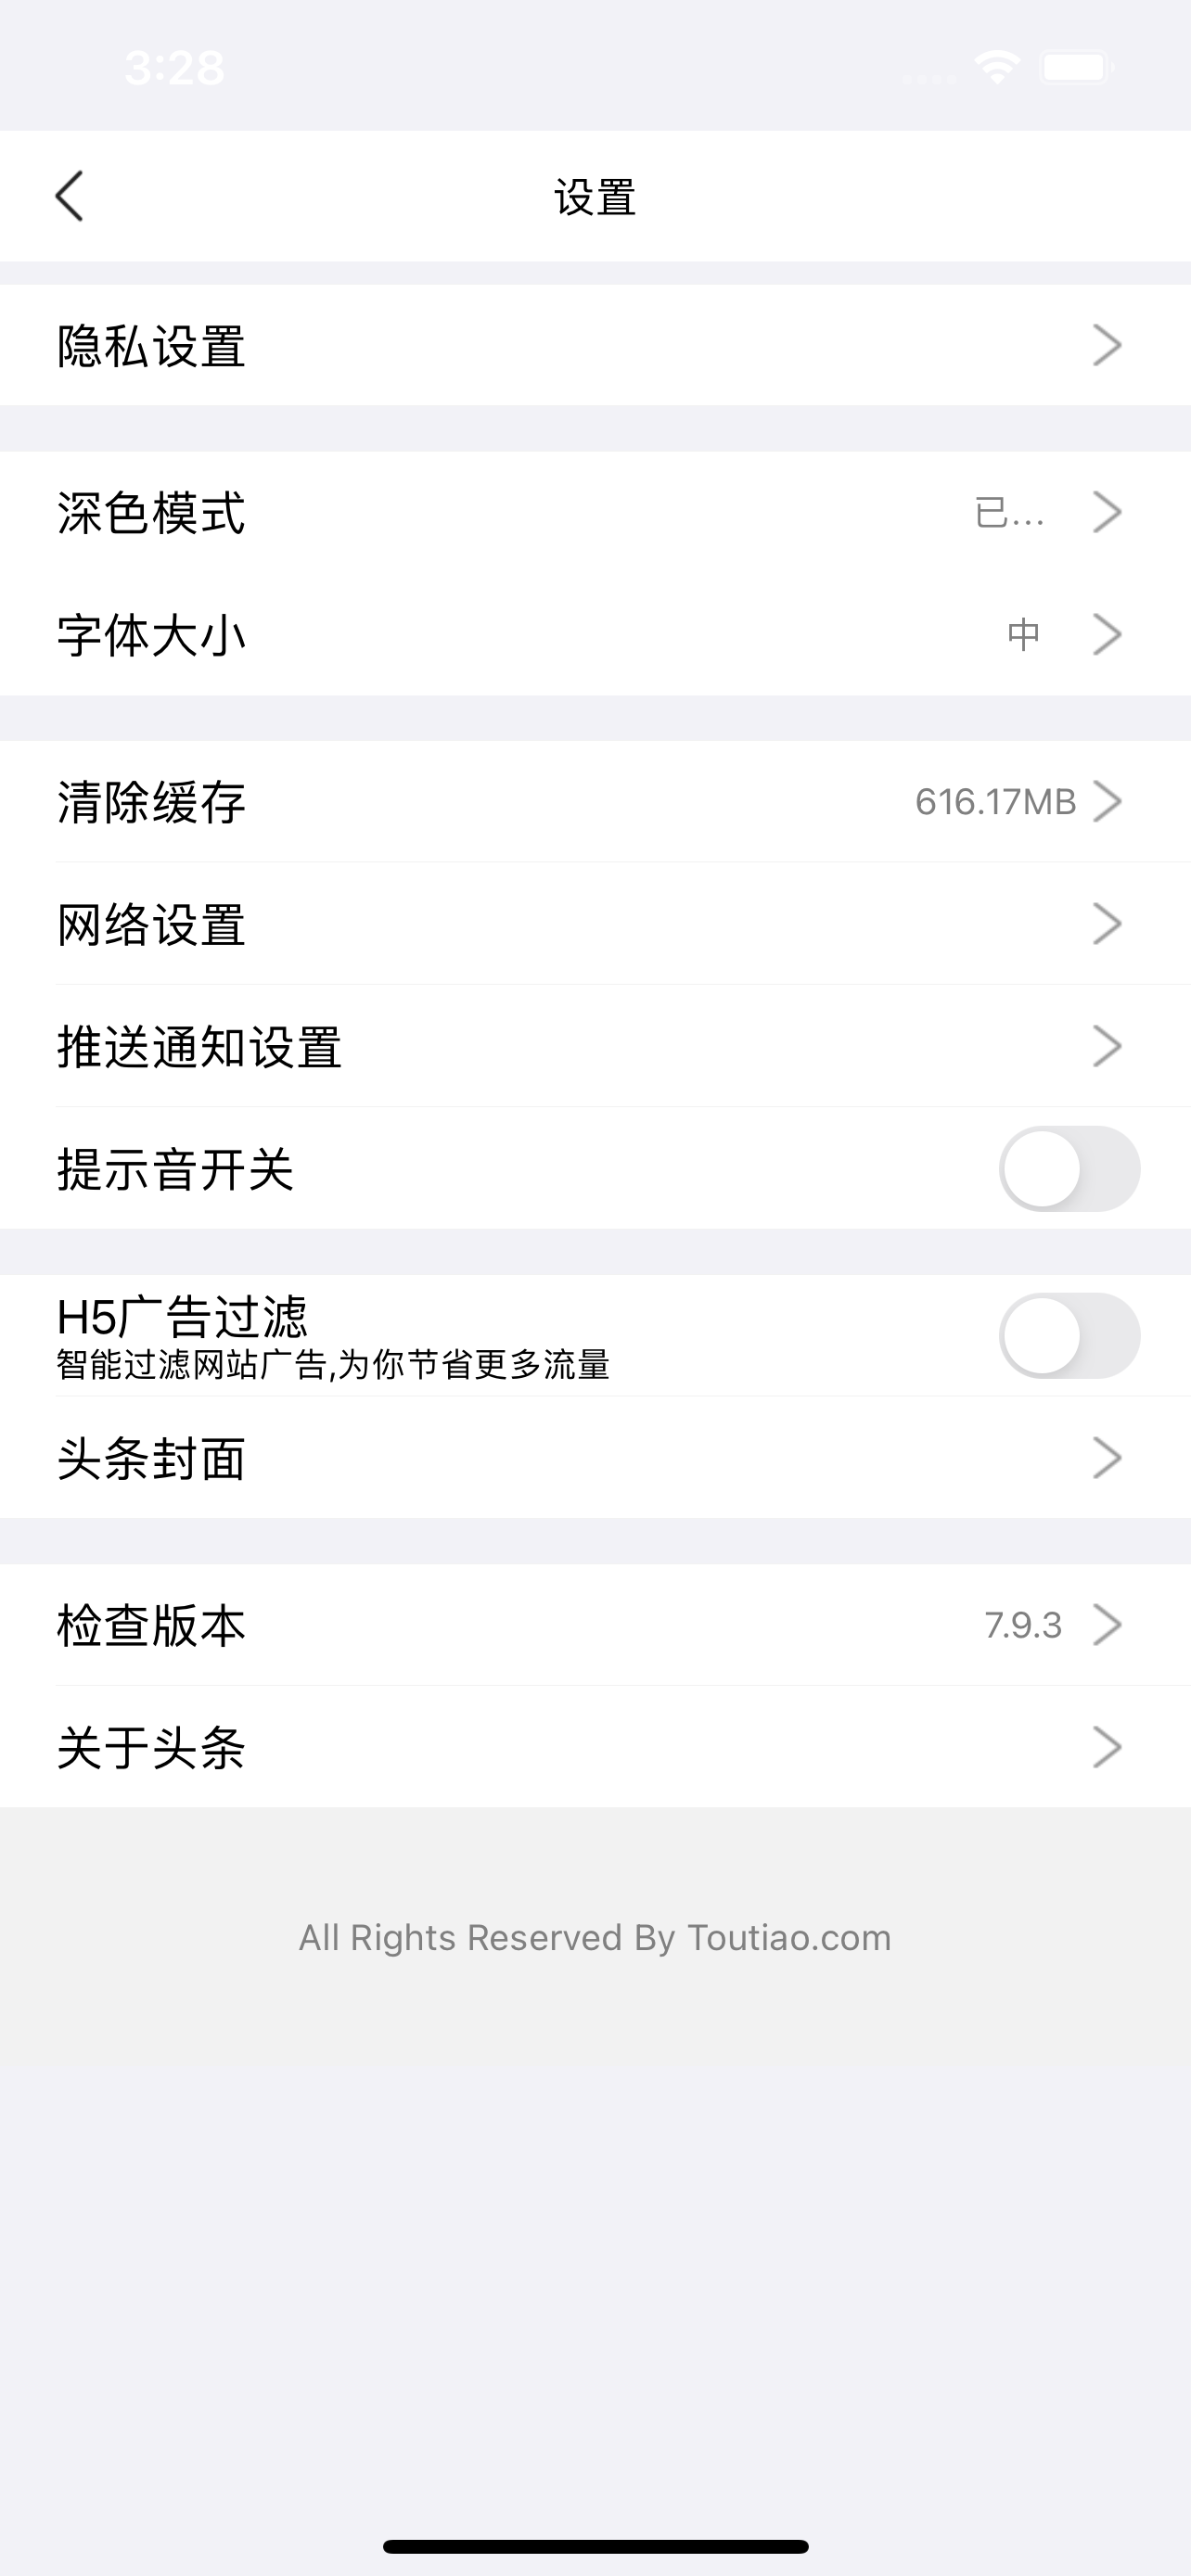 3:28
设置
隐私设置
深色模式 已...
字体大小 中
清除缓存 616.17MB
网络设置
推送通知设置
提示音开关
H5广告过滤
智能过滤网站广告,为你节省更多流量
头条封面
检查版本 7.9.3
关于头条
All Rights Reserved By Toutiao.com